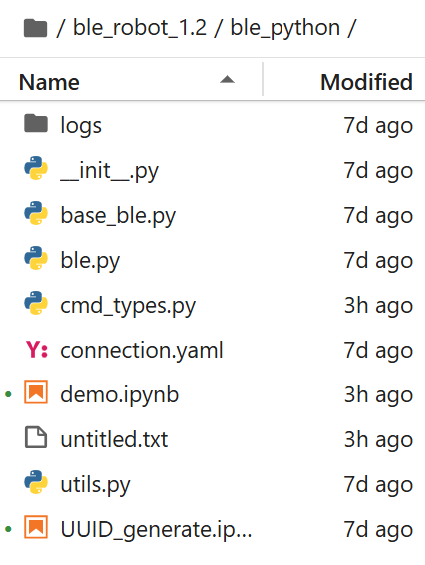 / ble_robot_1.2 / ble_python /
Name Modified
logs 7d ago
__init__.py 7d ago
base_ble.py 7d ago
ble.py 7d ago
cmd_types.py 3h ago
Y: connection.yaml 7d ago
demo.ipynb 3h ago
untitled.txt 3h ago
utils.py 7d ago
UUID_generate.ip... 7d ago